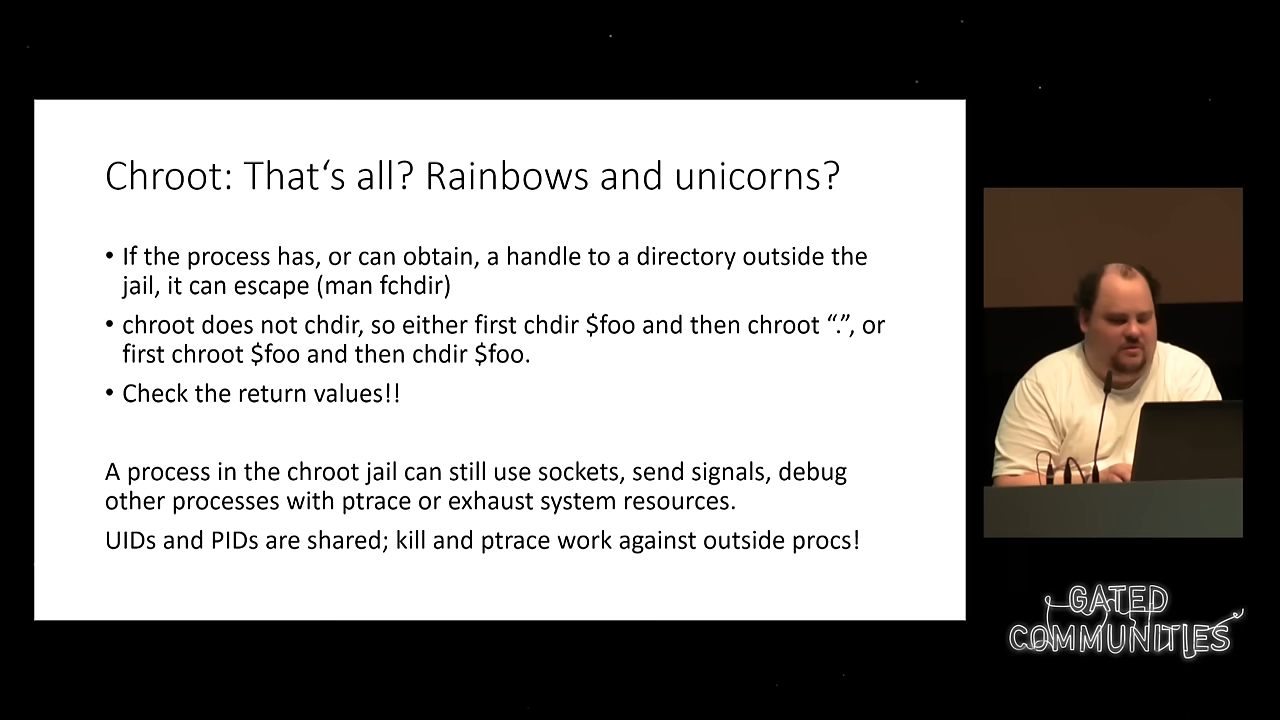 Chroot: That‘s all? Rainbows and unicorns?
• If the process has, or can obtain, a handle to a directory outside the
jail, it can escape (man fchdir)
• chroot does not chdir, so either first chdir $foo and then chroot “.”, or
first chroot $foo and then chdir $foo.
• Check the return values!!
A process in the chroot jail can still use sockets, send signals, debug
other processes with ptrace or exhaust system resources.
UIDs and PIDs are shared; kill and ptrace work against outside procs!
GATED
COMMUNITIES